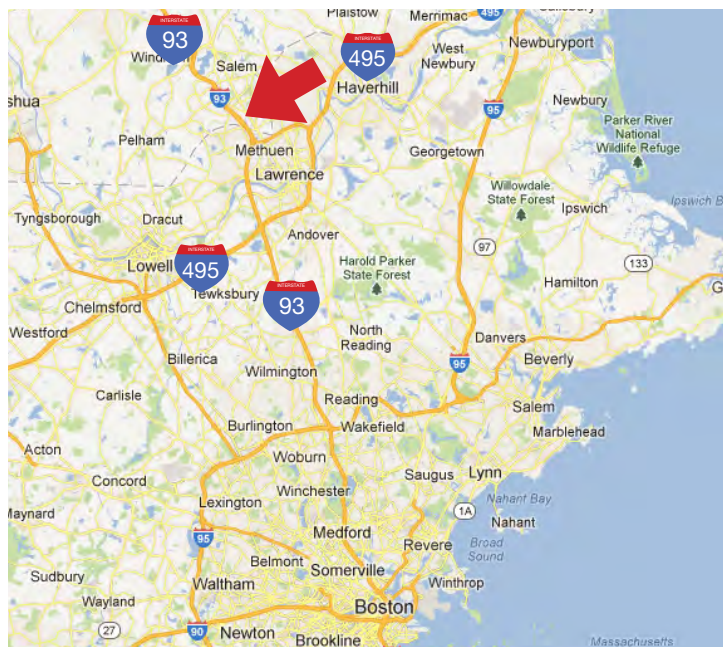 Plaistow
Merrimac
495
Salisbury
INTERSTATE
93
Windham
Salem
INTERSTATE
495
West
Newbury
Newburyport
Haverhill
93
95
Newbury
shua
Pelham
Methuen
Lawrence
Georgetown
Parker River
National
Wildlife Refuge
Willowdale
State Forest
Ipswich B
Ipswich
Tyngsborough
Dracut
Andover
97
133
INTERSTATE
495
Lowell
Tewksbury
Harold Parker
State Forest
Hamilton
G
INTERSTATE
93
Chelmsford
Westford
North
Reading
Danvers
Billerica
95
Beverly
Wilmington
Carlisle
Reading
Salem
Burlington
Wakefield
Marblehead
Acton
Woburn
Concord
Saugus
Lynn
Winchester
Nahant Bay
Lexington
Maynard
1A
Nahant
Medford
95
Revere
Broad
Sound
Belmont
Somerville
Sudbury
Waltham
Winthrop
Wayland
Boston
27
90
Newton
Brookline
Massachusetts